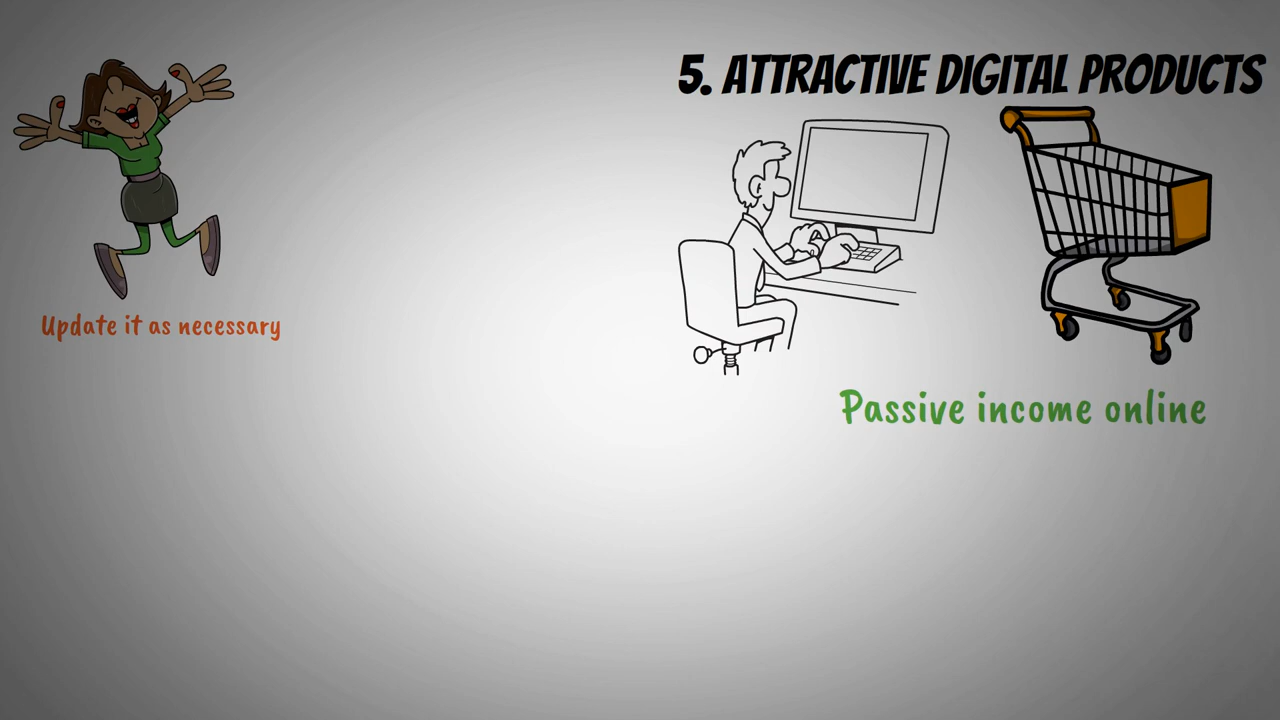 5. ATTRACTIVE DIGITAL PRODUCTS
Update it as necessary
Passive income online